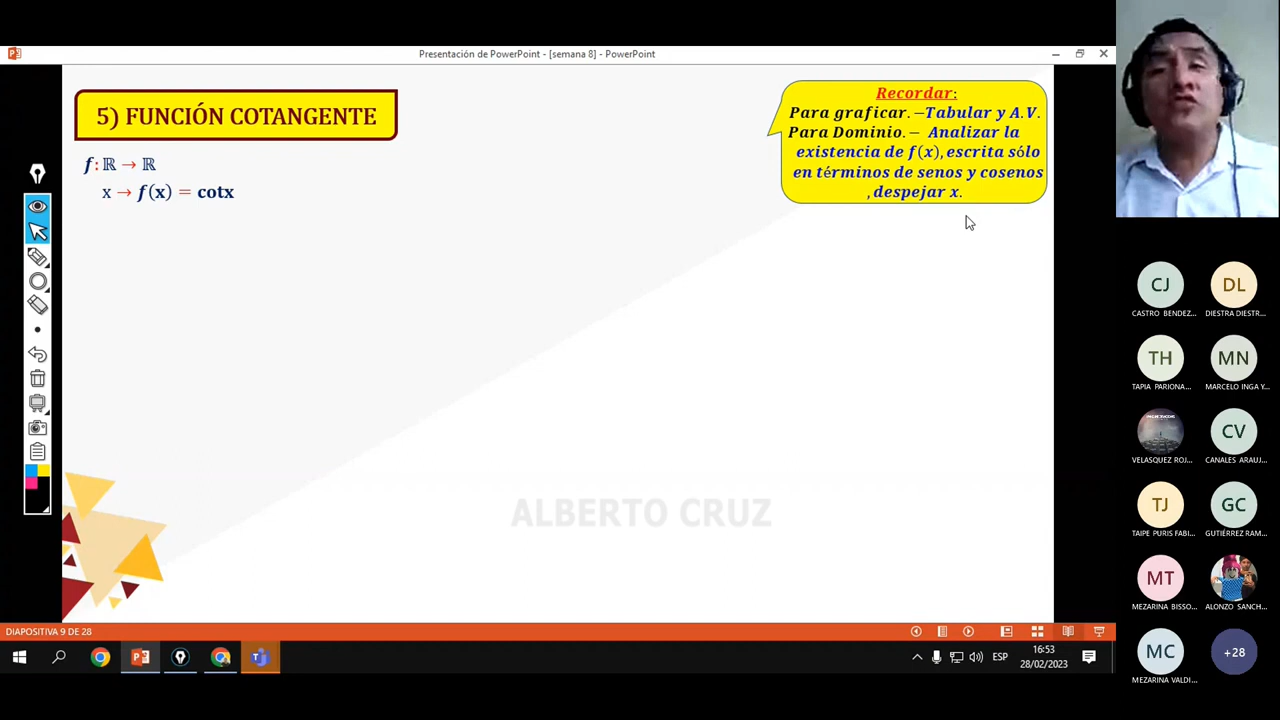 Presentación de PowerPoint - [semana 8] - PowerPoint
5) FUNCIÓN COTANGENTE
f: ℝ → ℝ
x → f(x) = cotx
Recordar:
Para graficar.−Tabular y A.V.
Para Dominio.− Analizar la
existencia de f(x), escrita sólo
en términos de senos y cosenos
,despejar x.
ALBERTO CRUZ
CJ
CASTRO BENDEZ...
DL
DIESTRA DIESTR...
TH
TAPIA PARIONA...
MN
MARCELO INGA Y...
VELASQUEZ ROJ...
CV
CANALES ARAUJ...
TJ
TAIPE PURIS FABI...
GC
GUTIÉRREZ RAM...
MT
MEZARINA BISSO...
ALONZO SANCH...
MC
MEZARINA VALDI...
+28
DIAPOSITIVA 9 DE 28
ESP
16:53
28/02/2023